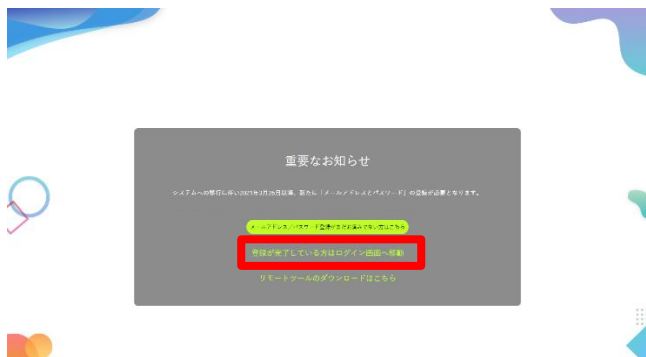 重要なお知らせ
システムへの移行に伴い2021年3月25日以降、新たに「メールアドレスとパスワード」の登録が必要となります。
メールアドレス／パスワード登録がまだお済みでない方はこちら
登録が完了している方はログイン画面へ移動
リモートツールのダウンロードはこちら